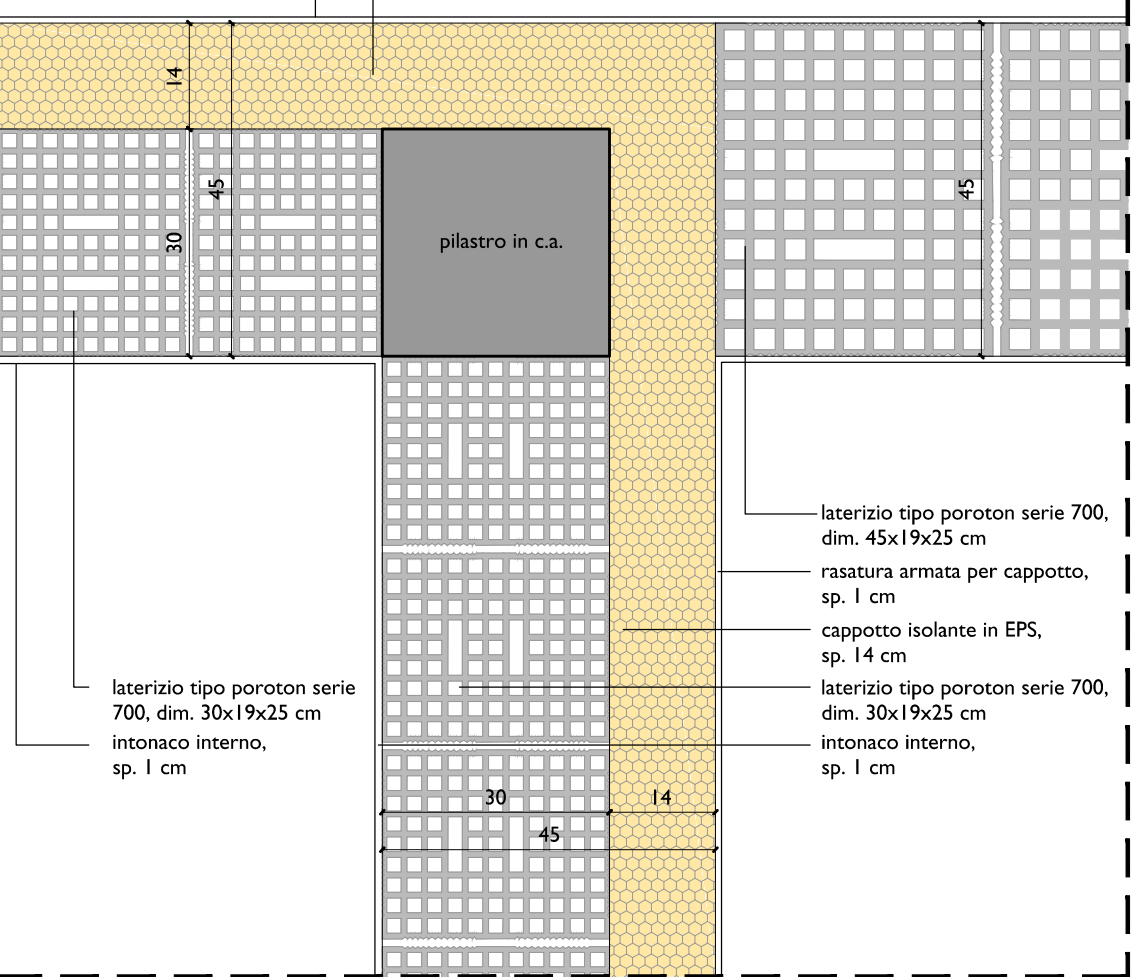 14
45
30
pilastro in c.a.
45
laterizio tipo poroton serie 700,
dim. 45x19x25 cm
rasatura armata per cappotto,
sp. 1 cm
cappotto isolante in EPS,
sp. 14 cm
laterizio tipo poroton serie 700,
dim. 30x19x25 cm
intonaco interno,
sp. 1 cm
laterizio tipo poroton serie
700, dim. 30x19x25 cm
intonaco interno,
sp. 1 cm
30
14
45